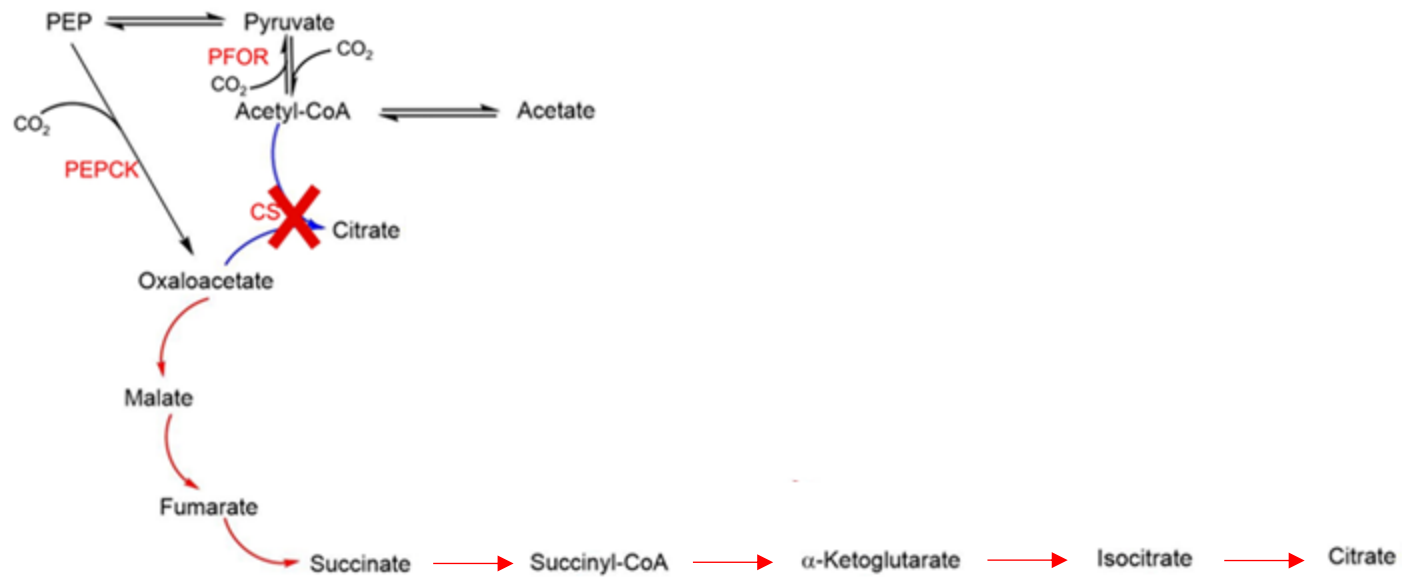 PEP Pyruvate
PFOR CO₂
CO₂
Acetyl-CoA Acetate
CO₂
PEPCK
CS
Citrate
Oxaloacetate
Malate
Fumarate
Succinate Succinyl-CoA α-Ketoglutarate Isocitrate Citrate